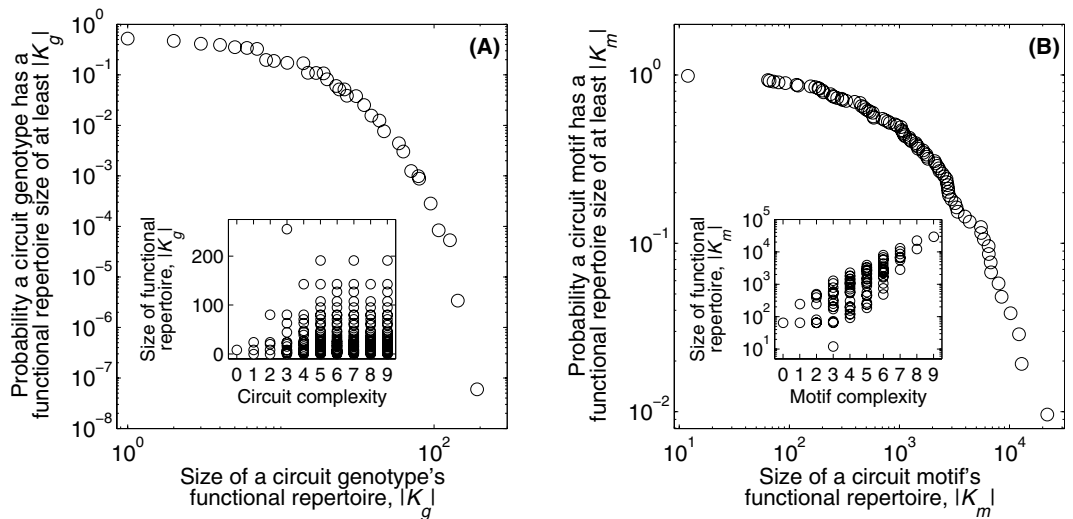 (A)
Probability a circuit genotype has a
functional repertoire size of at least |K_g|
10^0
10^-1
10^-2
10^-3
10^-4
10^-5
10^-6
10^-7
10^-8
10^0
10^2
Size of a circuit genotype's
functional repertoire, |K_g|
Size of functional
repertoire, |K_g|
200
100
0
0 1 2 3 4 5 6 7 8 9
Circuit complexity
(B)
Probability a circuit motif has a
functional repertoire size of at least |K_m|
10^0
10^-1
10^-2
10^1
10^2
10^3
10^4
Size of a circuit motif's
functional repertoire, |K_m|
Size of functional
repertoire, |K_m|
10^5
10^4
10^3
10^2
10^1
0 1 2 3 4 5 6 7 8 9
Motif complexity